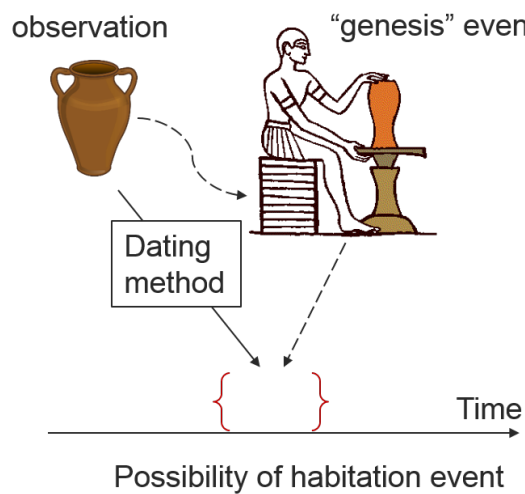 observation
“genesis” even
Dating
method
Time
Possibility of habitation event